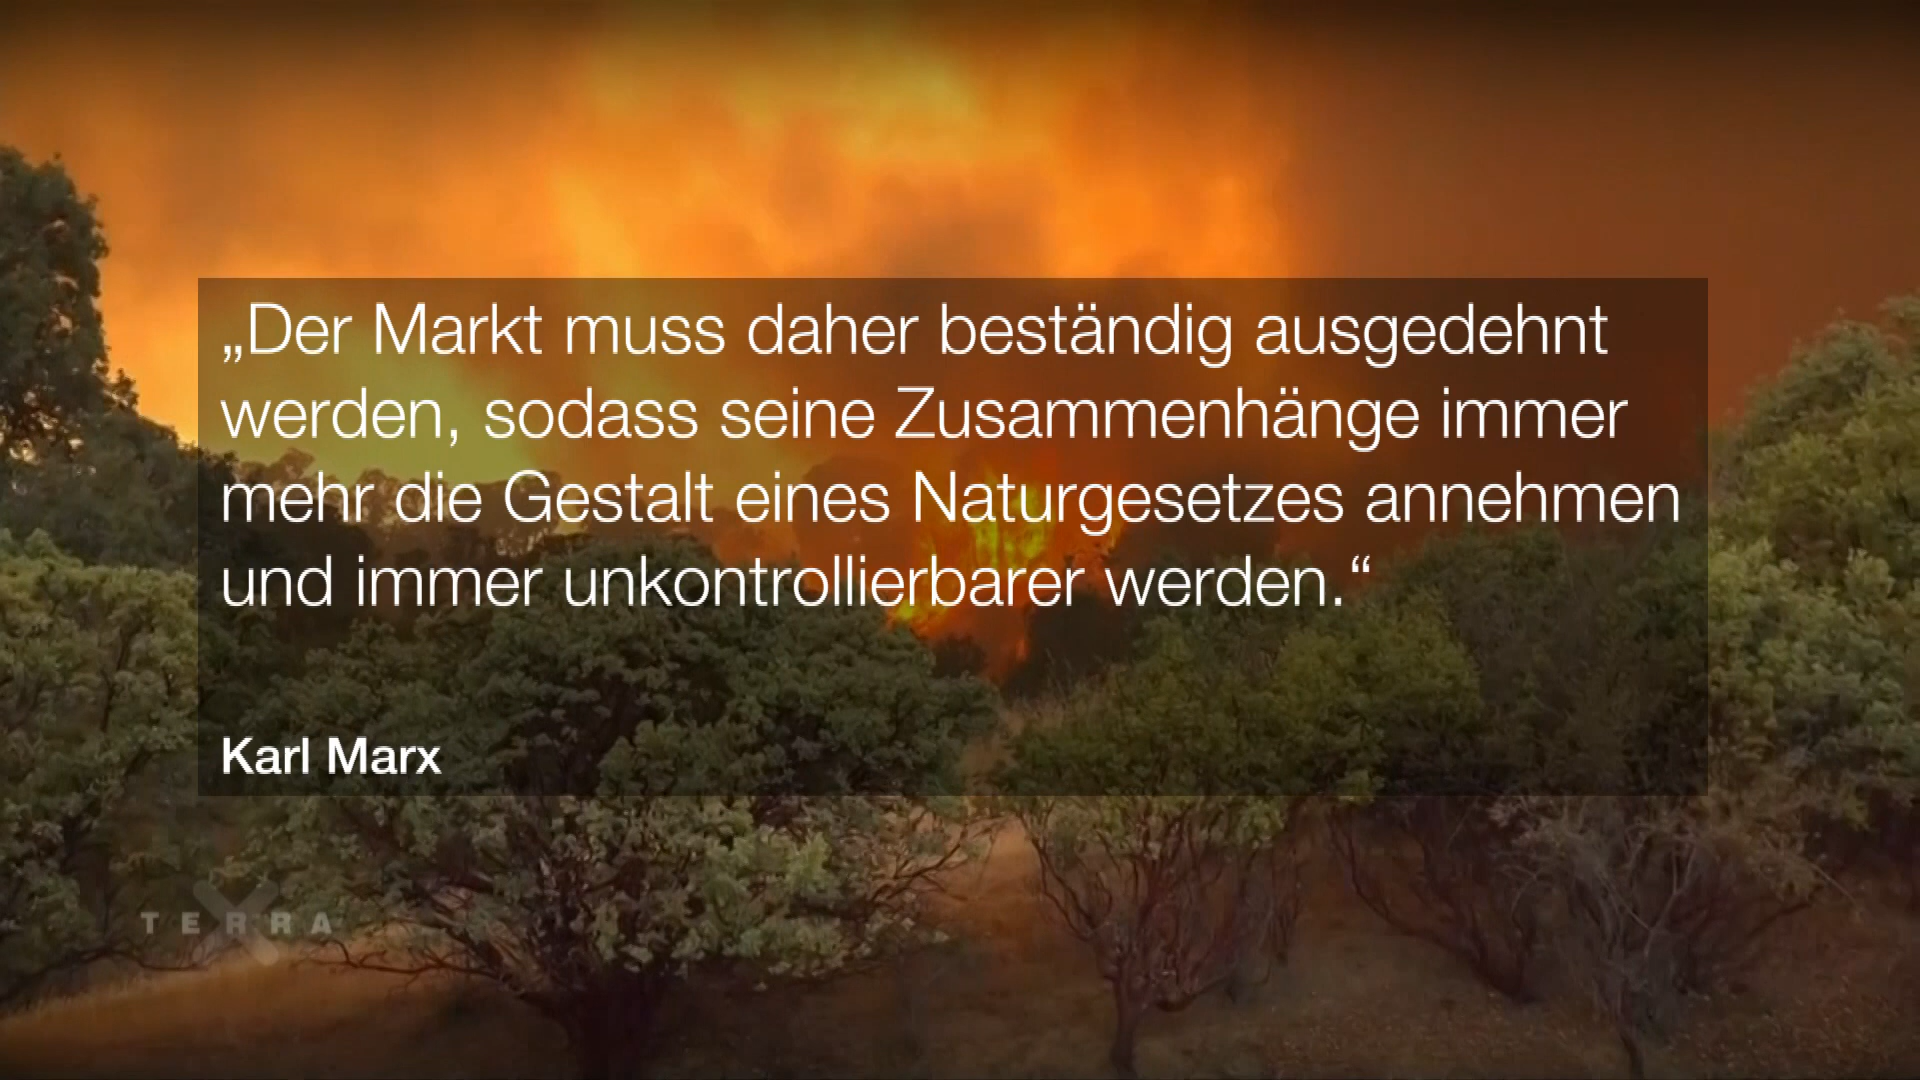 „Der Markt muss daher beständig ausgedehnt
werden, sodass seine Zusammenhänge immer
mehr die Gestalt eines Naturgesetzes annehmen
und immer unkontrollierbarer werden.“
Karl Marx
TERRA X